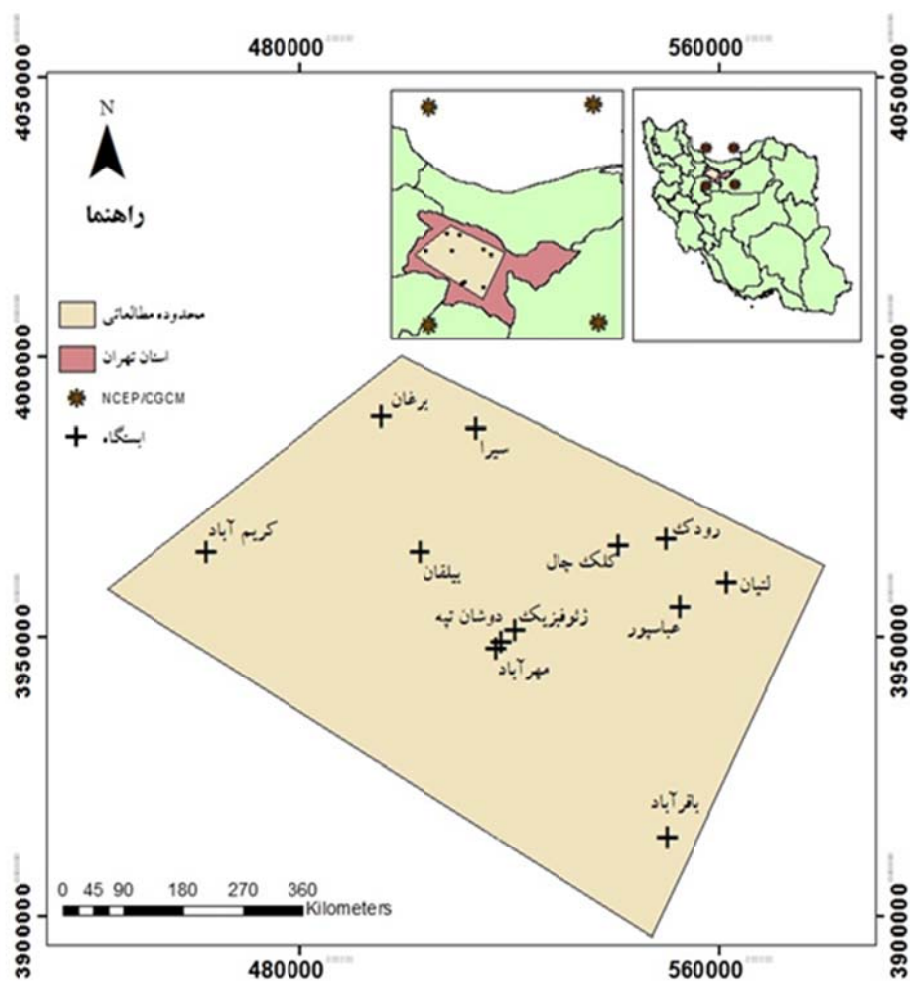 480000 560000
4050000 4050000
N
راهنما
محدوده مطالعاتی
استان تهران
NCEP/CGCM
ایستگاه
4000000 4000000
برغان
سیرا
کریم آباد
بیلقان
کلک چال
رودک
لتیان
عباسپور
دوشان تپه
ژئوفیزیک
مهرآباد
3950000 3950000
باقرآباد
0 45 90 180 270 360
Kilometers
3900000 3900000
480000 560000